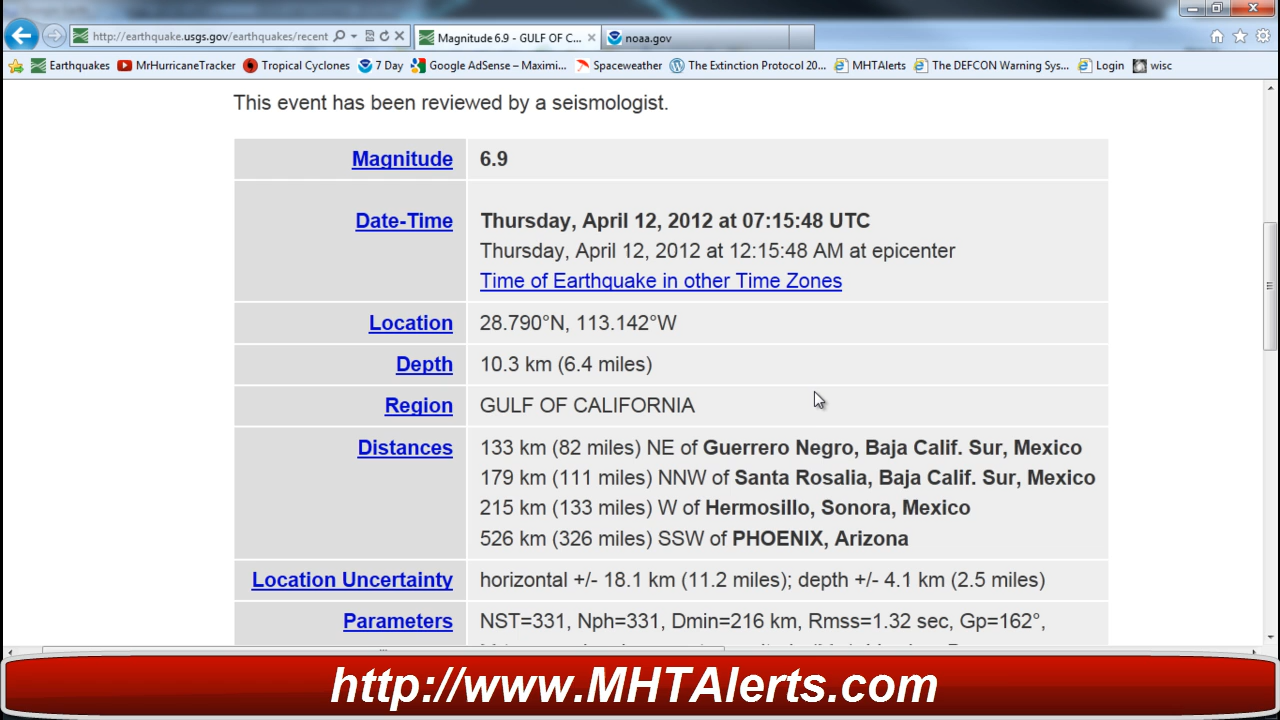 http://earthquake.usgs.gov/earthquakes/recent
Magnitude 6.9 - GULF OF C...
noaa.gov
Earthquakes
MrHurricaneTracker
Tropical Cyclones
7 Day
Google AdSense – Maximi...
Spaceweather
The Extinction Protocol 20...
MHTAlerts
The DEFCON Warning Sys...
Login
wisc
This event has been reviewed by a seismologist.
Magnitude 6.9
Date-Time Thursday, April 12, 2012 at 07:15:48 UTC
Thursday, April 12, 2012 at 12:15:48 AM at epicenter
Time of Earthquake in other Time Zones
Location 28.790°N, 113.142°W
Depth 10.3 km (6.4 miles)
Region GULF OF CALIFORNIA
Distances 133 km (82 miles) NE of Guerrero Negro, Baja Calif. Sur, Mexico
179 km (111 miles) NNW of Santa Rosalia, Baja Calif. Sur, Mexico
215 km (133 miles) W of Hermosillo, Sonora, Mexico
526 km (326 miles) SSW of PHOENIX, Arizona
Location Uncertainty horizontal +/- 18.1 km (11.2 miles); depth +/- 4.1 km (2.5 miles)
Parameters NST=331, Nph=331, Dmin=216 km, Rmss=1.32 sec, Gp=162°,
http://www.MHTAlerts.com